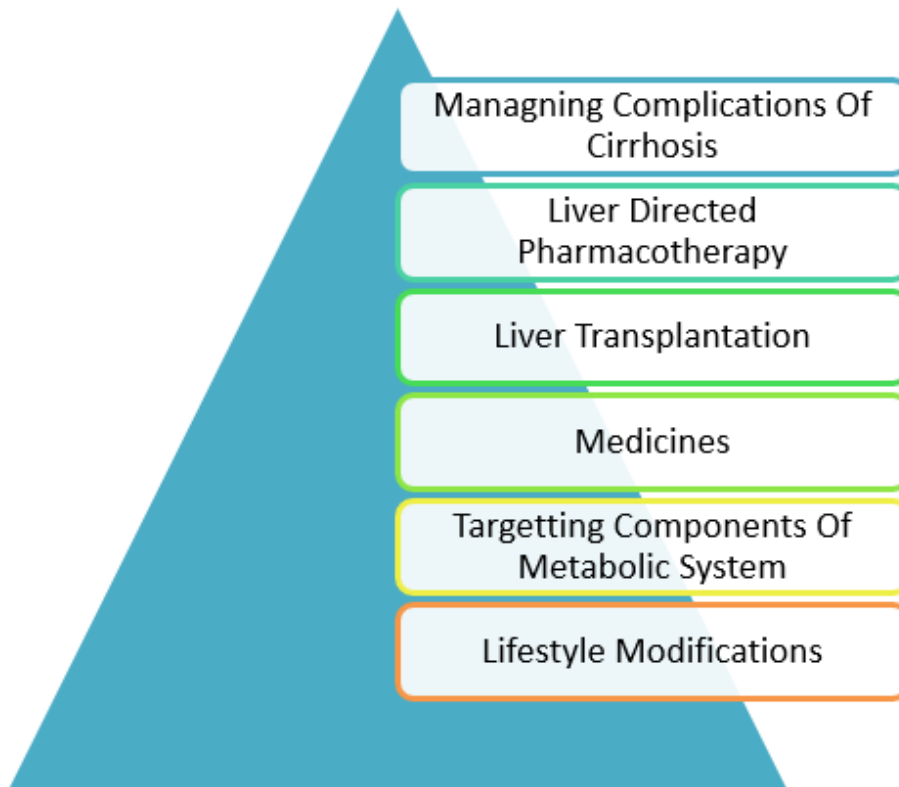 Managning Complications Of
Cirrhosis
Liver Directed
Pharmacotherapy
Liver Transplantation
Medicines
Targetting Components Of
Metabolic System
Lifestyle Modifications